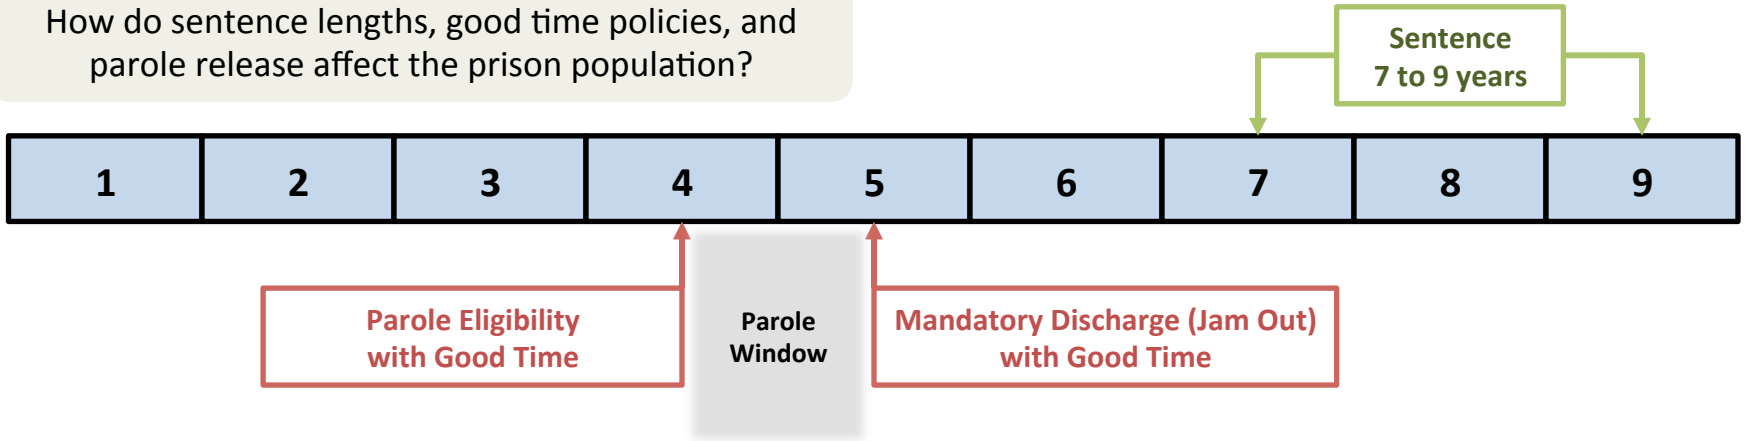 How do sentence lengths, good time policies, and
parole release affect the prison population?
Sentence
7 to 9 years
1 2 3 4 5 6 7 8 9
Parole Eligibility
with Good Time
Parole
Window
Mandatory Discharge (Jam Out)
with Good Time